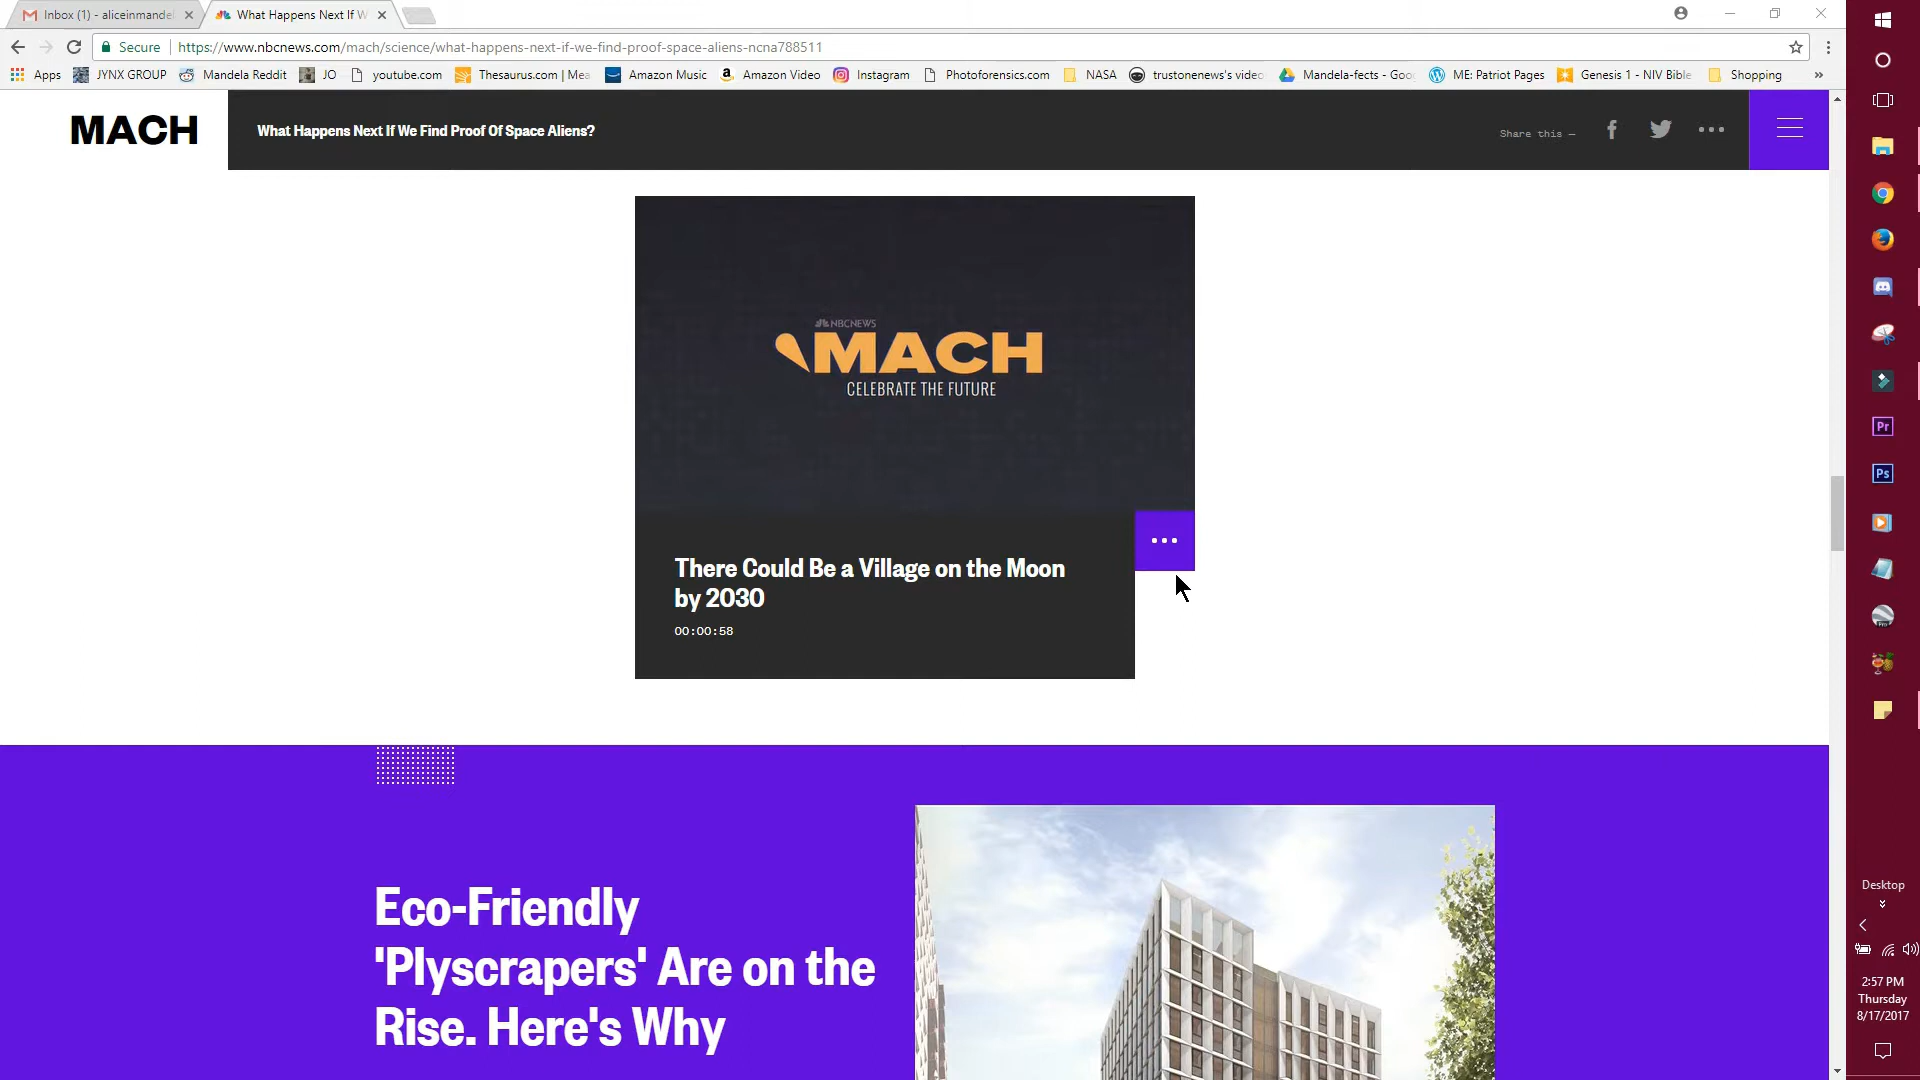 Inbox (1) - aliceinmandel
What Happens Next If W
Secure
https://www.nbcnews.com/mach/science/what-happens-next-if-we-find-proof-space-aliens-ncna788511
Apps
JYNX GROUP
Mandela Reddit
JO
youtube.com
Thesaurus.com | Mea
Amazon Music
Amazon Video
Instagram
Photoforensics.com
NASA
trustonenews's video
Mandela-fects - Goo
ME: Patriot Pages
Genesis 1 - NIV Bible
Shopping
»
MACH
What Happens Next If We Find Proof Of Space Aliens?
Share this —
NBCNEWS
MACH
CELEBRATE THE FUTURE
There Could Be a Village on the Moon
by 2030
00:00:58
Eco-Friendly
'Plyscrapers' Are on the
Rise. Here's Why
Pr
Ps
Desktop
2:57 PM
Thursday
8/17/2017